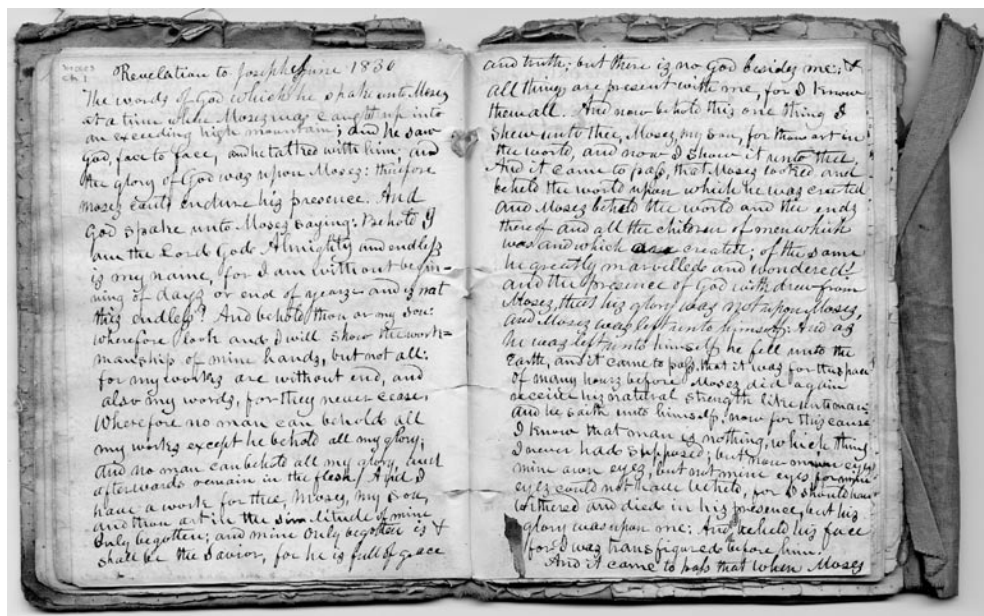 Moses
ch. 1
Revelation to Joseph June 1830
The words of God which he spake unto Moses
at a time when Moses was caught up into
an exceeding high mountain; and he saw
God, face to face, and he talked with him, and
the glory of God was upon Moses: therefore
moses could endure his presence. And
God spake unto Moses saying: Behold I
am the Lord God Almighty and endless
is my name, for I am without begin-
ning of days or end of years and is not
this endless? And behold thou art my son:
wherefore look and I will show the work=
manship of mine hands, but not all:
for my works are without end, and
also my words, for they never cease.
Wherefore no man can behold all
my works except he behold all my glory;
and no man can behold all my glory, and
afterwards remain in the flesh. And I
have a work for thee, Moses, my son,
and thou art in the similitude of mine
only begotten; and mine only begotten is &
shall be the Savior, for he is full of grace
and truth; but there is no God besides me; &
all things are present with me, for I know
them all. And now behold this one thing I
shew unto thee, Moses, my son, for thou art in
the world, and now I show it unto thee.
And it came to pass, that Moses looked and
beheld the world upon which he was created
and Moses beheld the world and the ends
thereof and all the children of men which
was and which are created; of the same
he greatly marvelled and wondered!
and the presence of God withdrew from
Moses, that his glory was not upon Moses,
and Moses was left unto himself: And as
he was left unto himself he fell unto the
Earth, and it came to pass, that it was for the space
of many hours before Moses did again
receive his natural strength like unto man;
and he saith unto himself, now for this cause
I know that man is nothing, which thing
I never had supposed; but now mine eyes,
mine own eyes, but not mine eyes for mine
eyes could not have beheld, for I should have
withered and died in his presence, but his
glory was upon me: And I beheld his face
for I was transfigured before him.
And it came to pass that when Moses